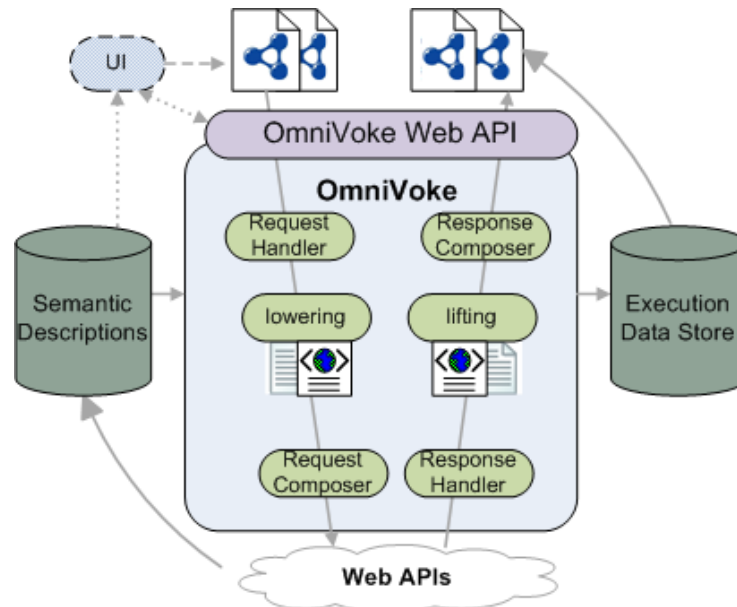 UI
OmniVoke Web API
OmniVoke
Request
Handler
Response
Composer
Semantic
Descriptions
lowering
lifting
Execution
Data Store
Request
Composer
Response
Handler
Web APIs